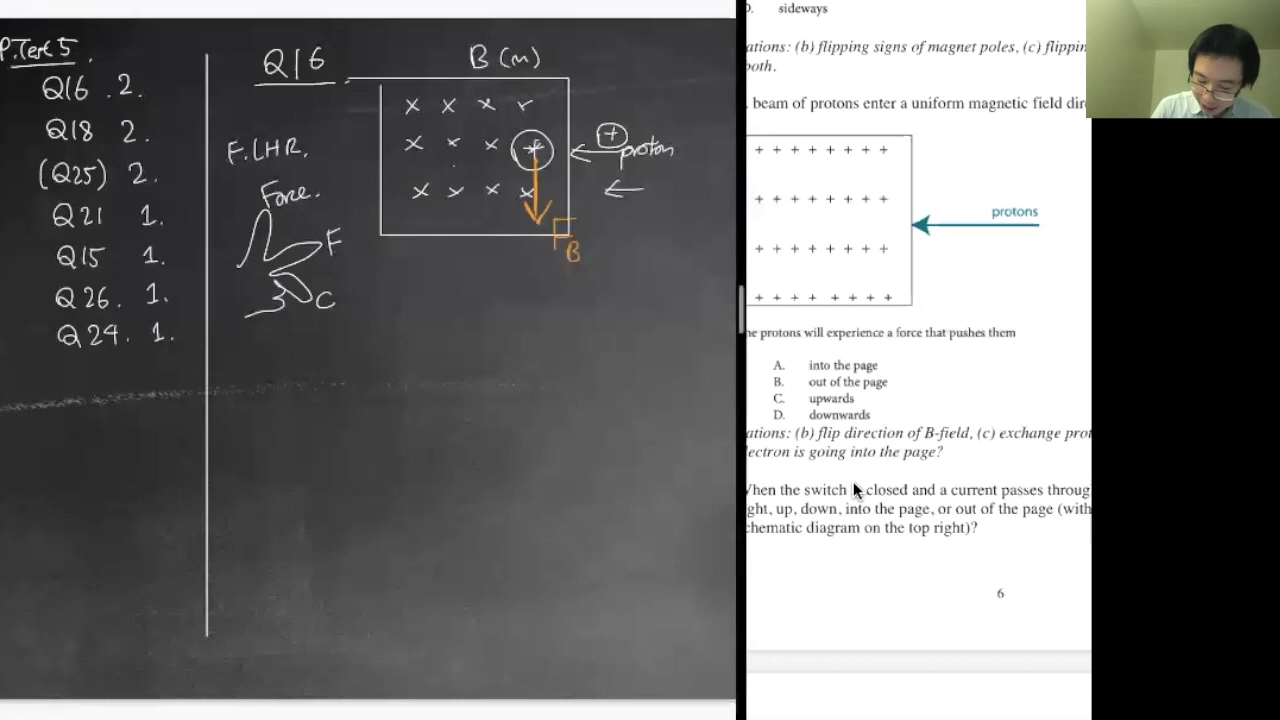 P.Test 5.
Q16 . 2.
Q18 2.
(Q25) 2.
Q21 1.
Q15 1.
Q26. 1.
Q24. 1.
Q16
B (in)
F.LHR.
Force.
F
C
x x x x
x x x +
x x x x
+
proton
F
B
D. sideways
ations: (b) flipping signs of magnet poles, (c) flippin
both.
beam of protons enter a uniform magnetic field dir
+ + + + + + + +
+ + + + + + + +
+ + + + + + + +
+ + + + + + + +
protons
he protons will experience a force that pushes them
A. into the page
B. out of the page
C. upwards
D. downwards
ations: (b) flip direction of B-field, (c) exchange prot
lectron is going into the page?
When the switch closed and a current passes throug
ght, up, down, into the page, or out of the page (with
chematic diagram on the top right)?
6